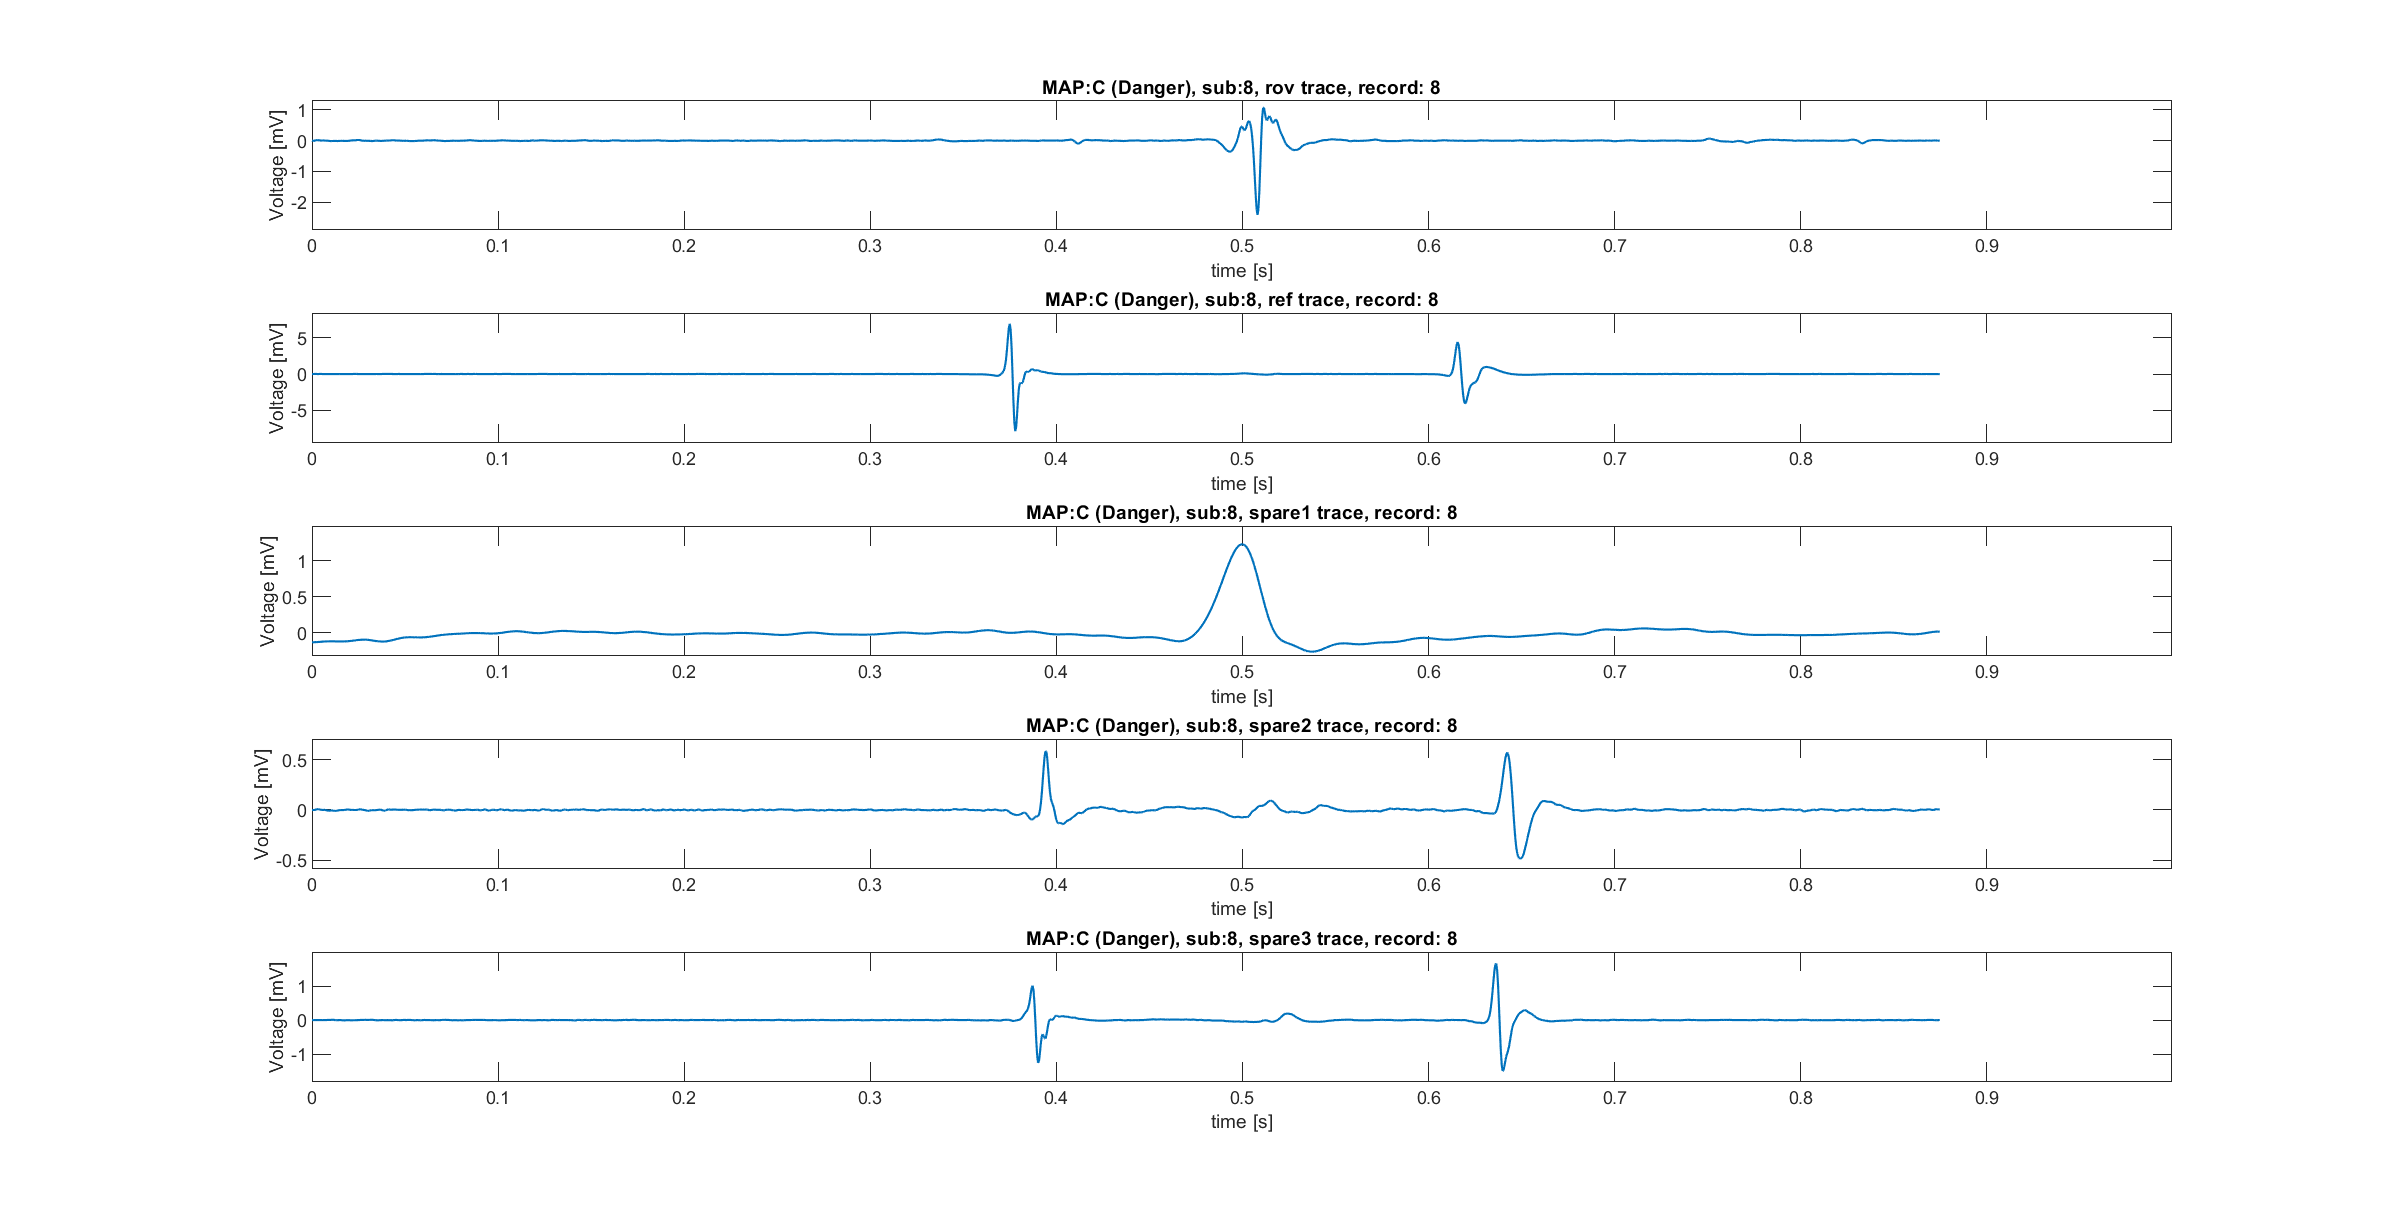 MAP:C (Danger), sub:8, rov trace, record: 8
Voltage [mV]
1
0
-1
-2
0 0.1 0.2 0.3 0.4 0.5 0.6 0.7 0.8 0.9
time [s]
MAP:C (Danger), sub:8, ref trace, record: 8
Voltage [mV]
5
0
-5
0 0.1 0.2 0.3 0.4 0.5 0.6 0.7 0.8 0.9
time [s]
MAP:C (Danger), sub:8, spare1 trace, record: 8
Voltage [mV]
1
0.5
0
0 0.1 0.2 0.3 0.4 0.5 0.6 0.7 0.8 0.9
time [s]
MAP:C (Danger), sub:8, spare2 trace, record: 8
Voltage [mV]
0.5
0
-0.5
0 0.1 0.2 0.3 0.4 0.5 0.6 0.7 0.8 0.9
time [s]
MAP:C (Danger), sub:8, spare3 trace, record: 8
Voltage [mV]
1
0
-1
0 0.1 0.2 0.3 0.4 0.5 0.6 0.7 0.8 0.9
time [s]